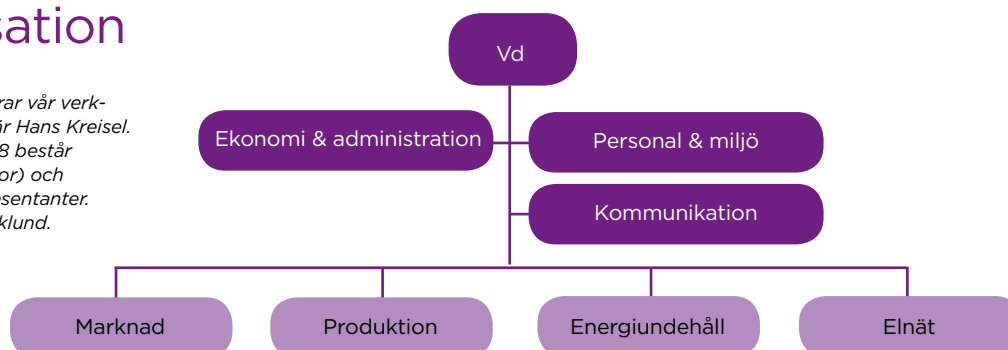 sation
rar vår verk-
är Hans Kreisel.
8 består
or) och
esentanter.
klund.
Vd
Ekonomi & administration
Personal & miljö
Kommunikation
Marknad
Produktion
Energiundehåll
Elnät